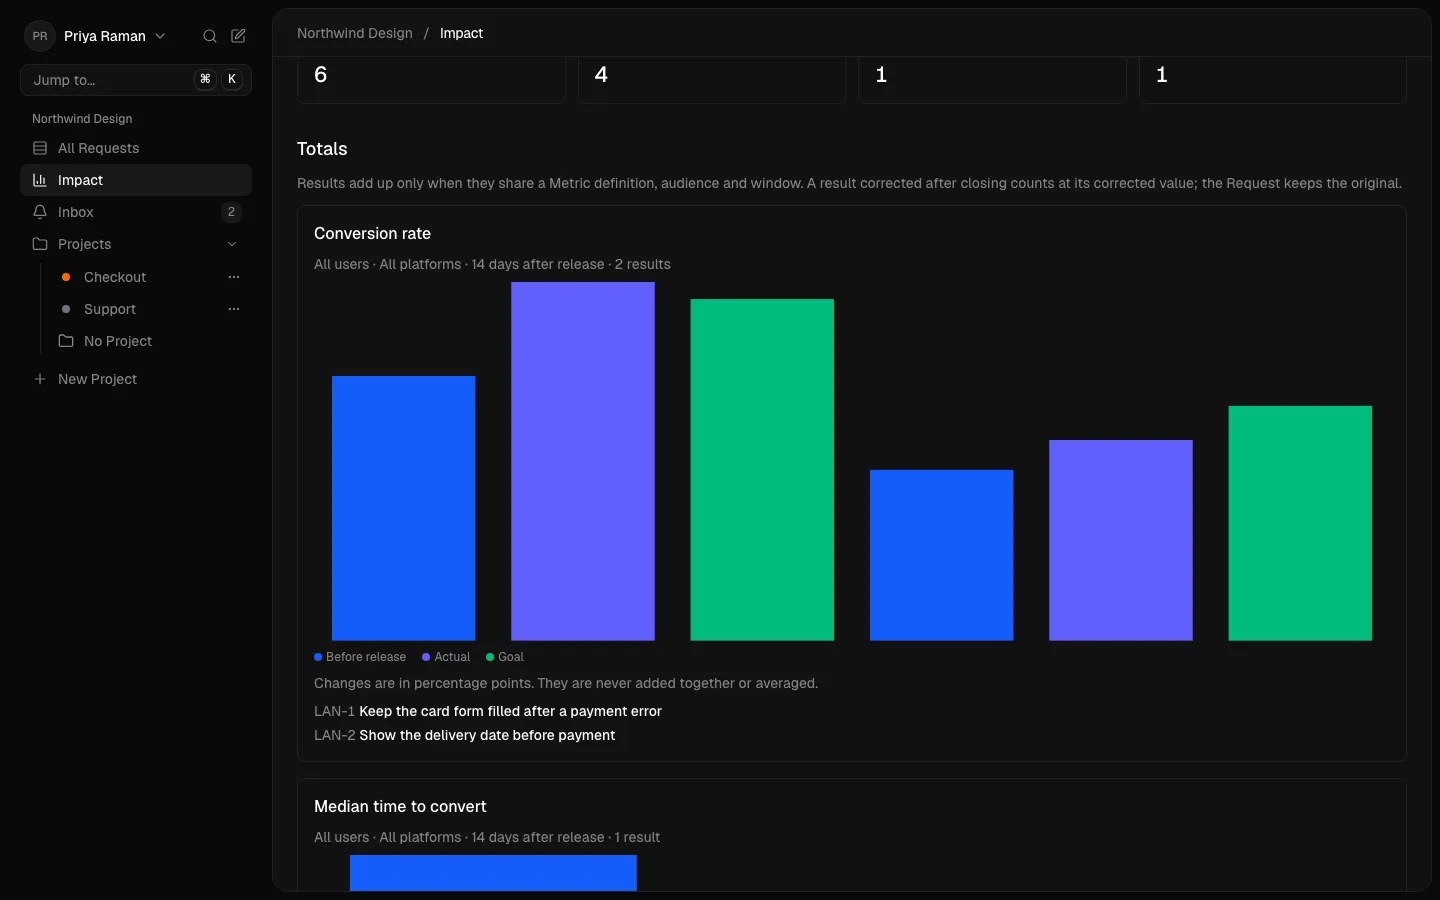 PR Priya Raman
Jump to... ⌘ K
Northwind Design
All Requests
Impact
Inbox 2
Projects
Checkout
Support
No Project
New Project
Northwind Design / Impact
6 4 1 1
Totals
Results add up only when they share a Metric definition, audience and window. A result corrected after closing counts at its corrected value; the Request keeps the original.
Conversion rate
All users · All platforms · 14 days after release · 2 results
Before release Actual Goal
Changes are in percentage points. They are never added together or averaged.
LAN-1 Keep the card form filled after a payment error
LAN-2 Show the delivery date before payment
Median time to convert
All users · All platforms · 14 days after release · 1 result